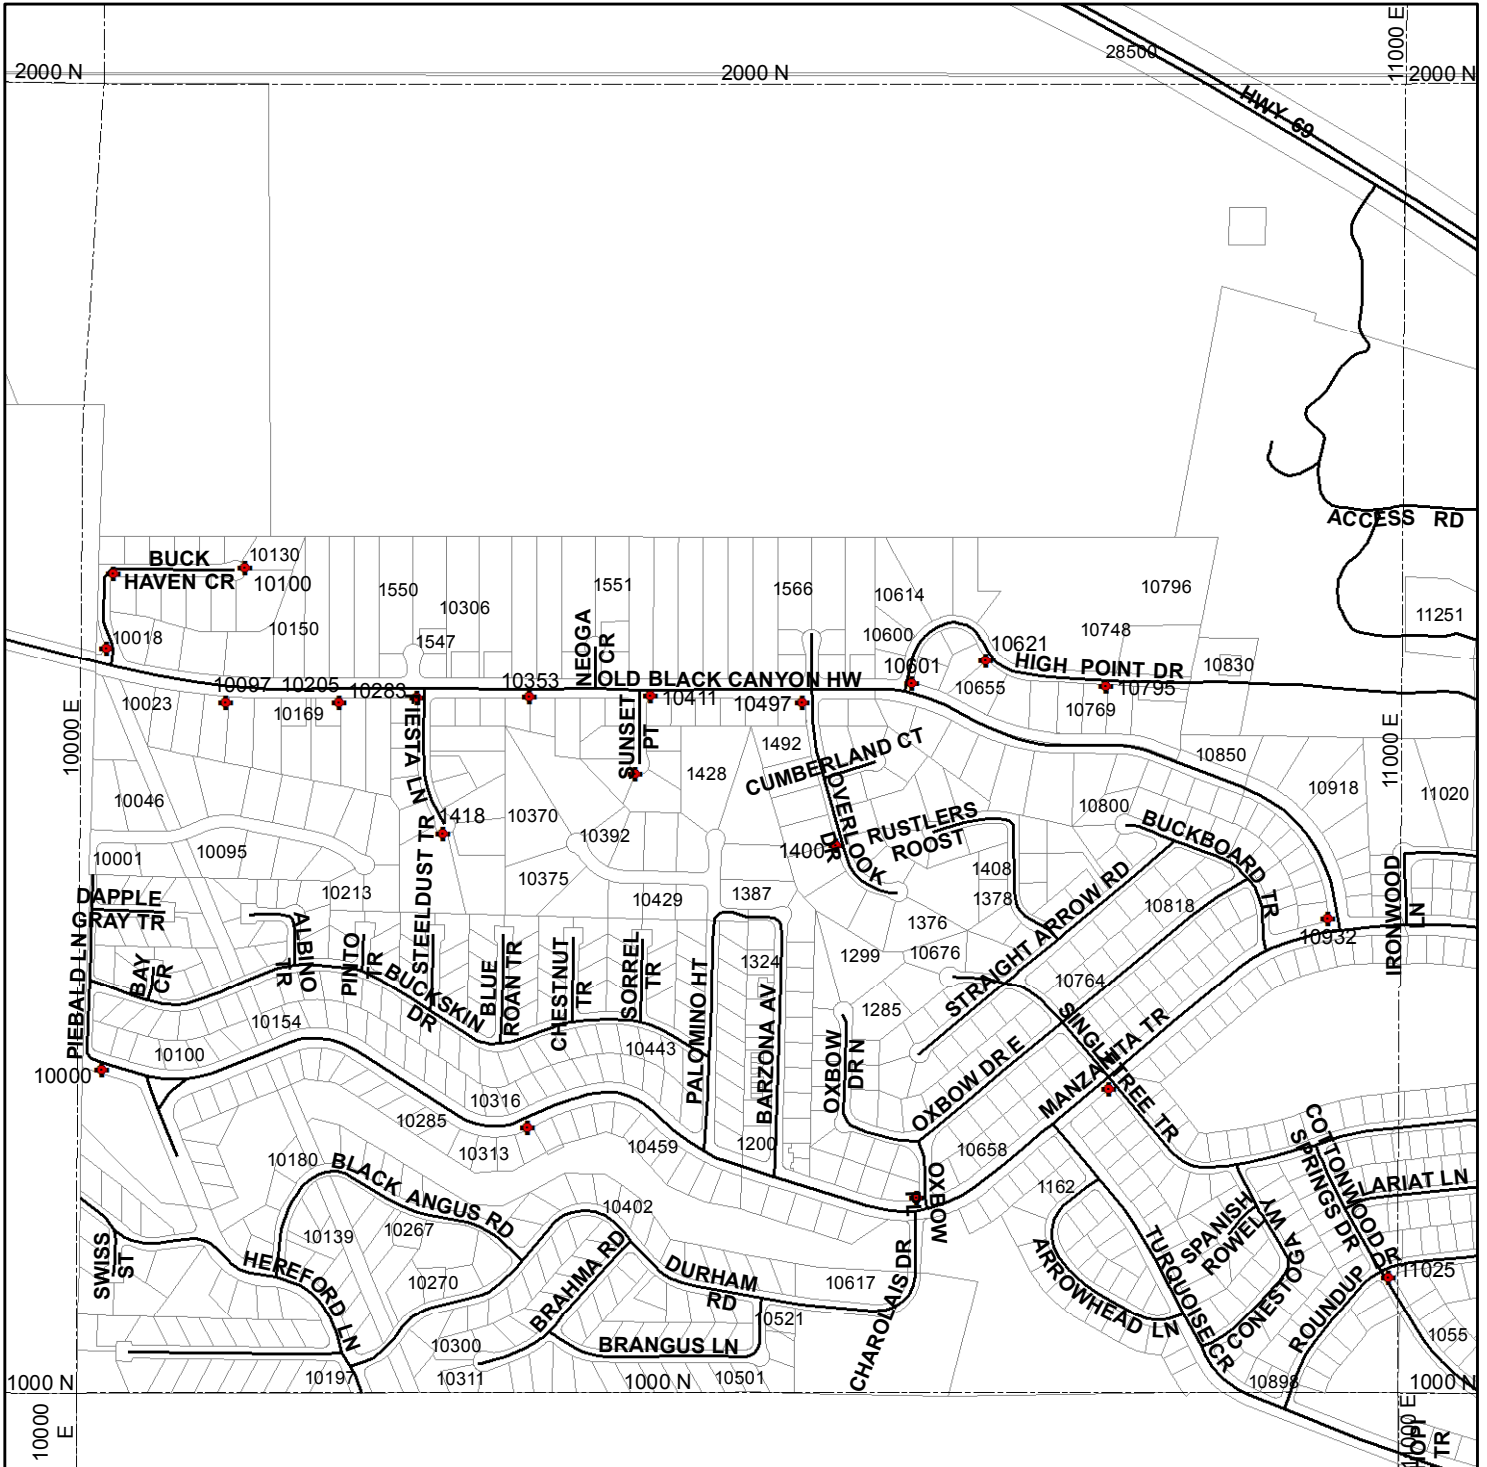 11000 E
28500
2000 N
2000 N
2000 N
HWY 69
ACCESS RD
BUCK
HAVEN CR
10130
10100
1550
10306
1551
1566
10614
10796
11251
10018
10150
1547
NEOGA
CR
10600
10621
10748
10601
HIGH POINT DR
10830
10097
10205
10283
10353
OLD BLACK CANYON HW
10655
10795
10023
10169
10411
10497
10769
10000 E
IESTA LN
SUNSET
PT
1492
CUMBERLAND CT
10850
11000 E
1428
10046
1418
10370
10392
OVERLOOK
DR
RUSTLERS
ROOST
10800
BUCKBOARD TR
10918
11020
10001
10095
1400
10213
STEELDUST TR
10375
10429
1387
1408
1378
DAPPLE
GRAY TR
10818
IRONWOOD
LN
1376
STRAIGHT ARROW RD
10932
PIEBALD LN
BAY
CR
ALBINO
TR
PINTO
TR
BUCKSKIN
DR
BLUE
ROAN TR
CHESTNUT
TR
SORREL
TR
PALOMINO HT
1324
1299
10676
10764
10154
BARZONA AV
1285
SINGLETREE TR
MANZANITA TR
10100
10443
OXBOW
DR N
OXBOW DR E
10000
10316
10285
10313
10459
1200
10658
COTTONWOOD
SPRINGS DR
10180
BLACK ANGUS RD
10402
OXBOW
PL
1162
LARIAT LN
10139
10267
SPANISH
ROWEL
CONESTOGA WY
SWISS
ST
HEREFORD LN
10270
BRAHMA RD
DURHAM
RD
10617
CHAROLAIS DR
ARROWHEAD LN
TURQUOISE CR
ROUNDUP DR
11025
10521
10300
BRANGUS LN
1055
10197
10311
1000 N
10501
10898
1000 N
1000 N
10000
E
11000 E
HOPI
TR